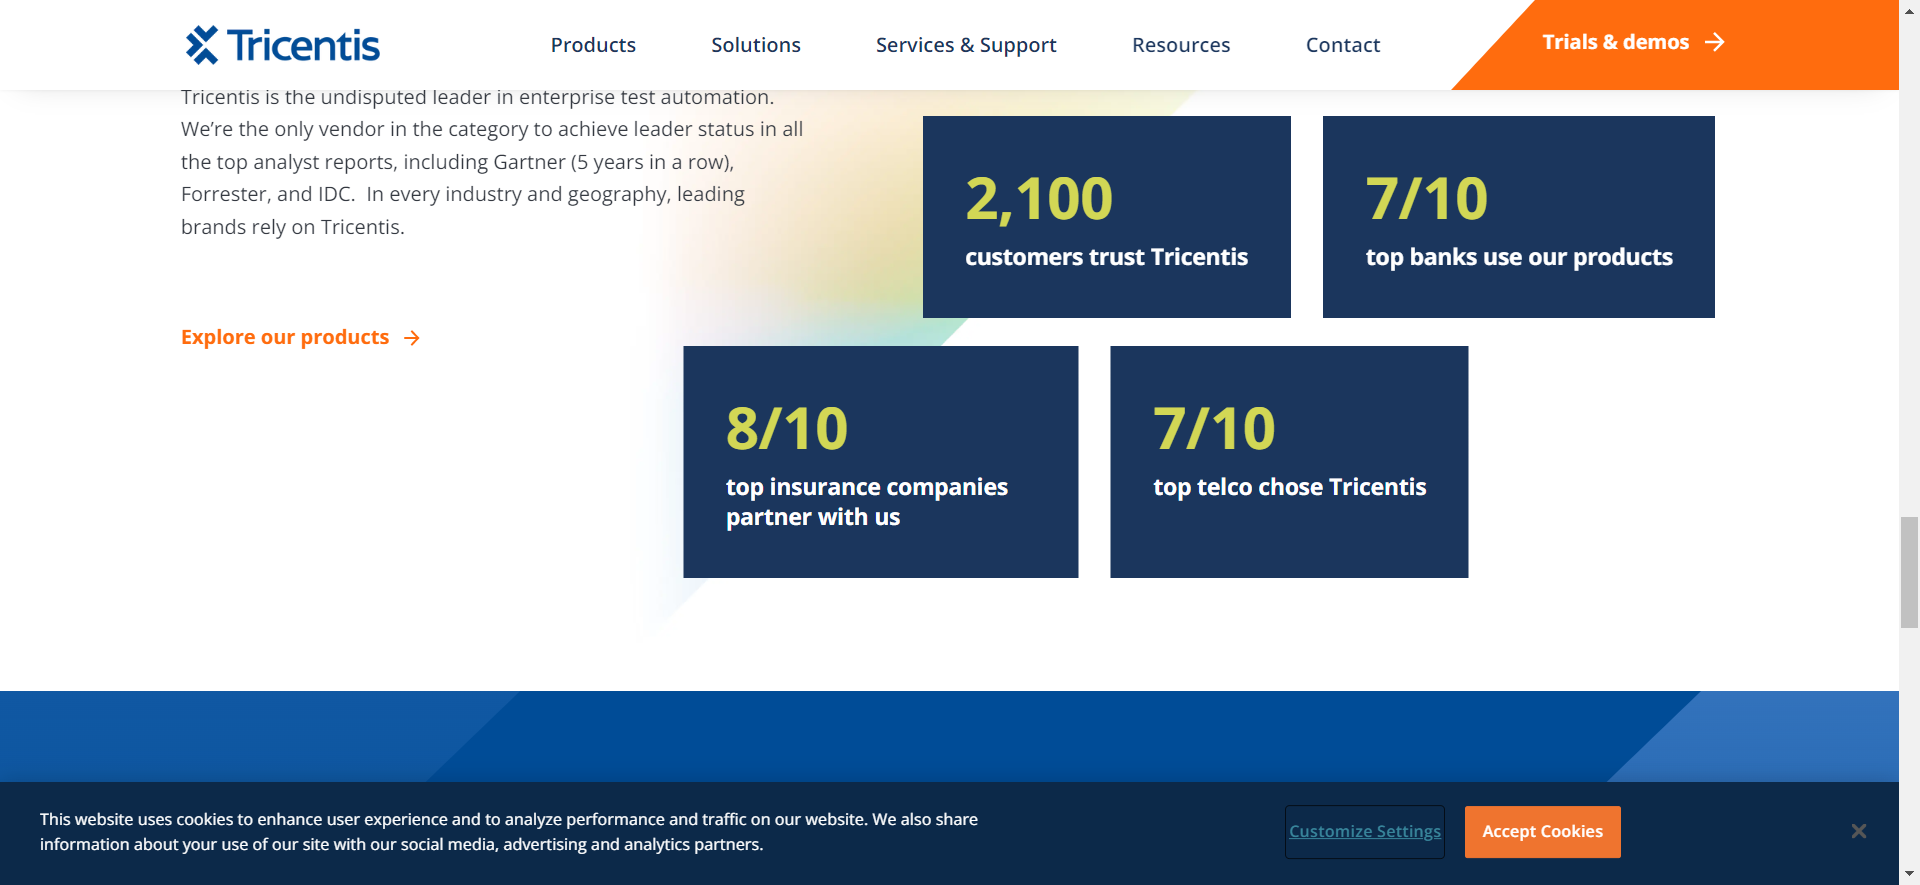 Tricentis
Products
Solutions
Services & Support
Resources
Contact
Trials & demos
Tricentis is the undisputed leader in enterprise test automation.
We’re the only vendor in the category to achieve leader status in all
the top analyst reports, including Gartner (5 years in a row),
Forrester, and IDC.  In every industry and geography, leading
brands rely on Tricentis.
Explore our products
2,100
customers trust Tricentis
7/10
top banks use our products
8/10
top insurance companies
partner with us
7/10
top telco chose Tricentis
This website uses cookies to enhance user experience and to analyze performance and traffic on our website. We also share
information about your use of our site with our social media, advertising and analytics partners.
Customize Settings
Accept Cookies